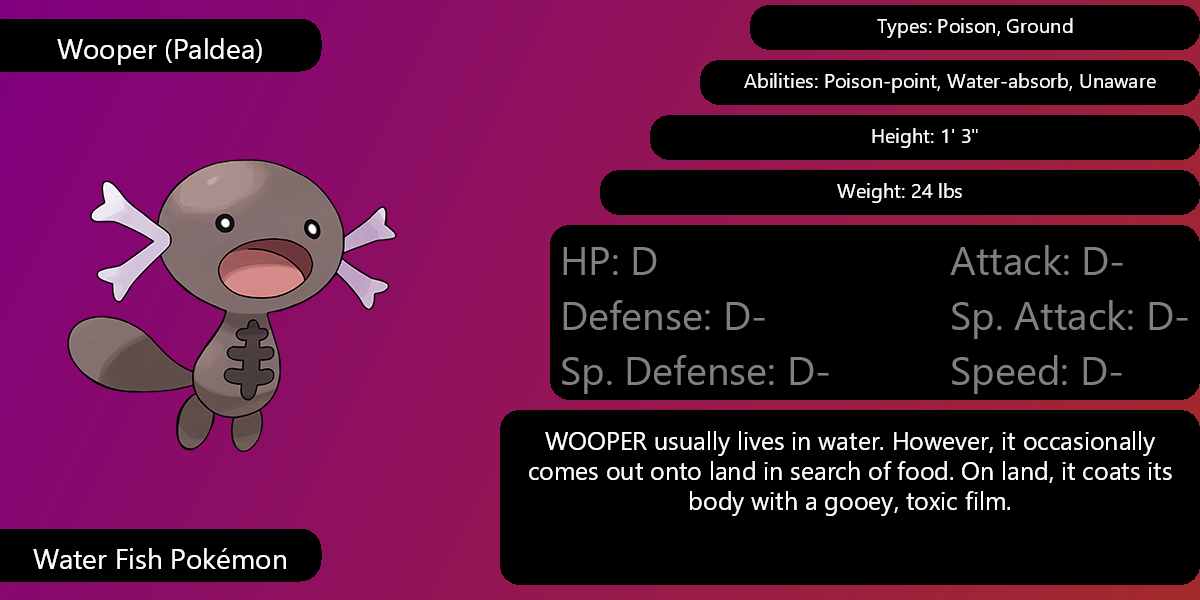 Wooper (Paldea)
Types: Poison, Ground
Abilities: Poison-point, Water-absorb, Unaware
Height: 1' 3"
Weight: 24 lbs
HP: D
Attack: D-
Defense: D-
Sp. Attack: D-
Sp. Defense: D-
Speed: D-
WOOPER usually lives in water. However, it occasionally
comes out onto land in search of food. On land, it coats its
body with a gooey, toxic film.
Water Fish Pokémon